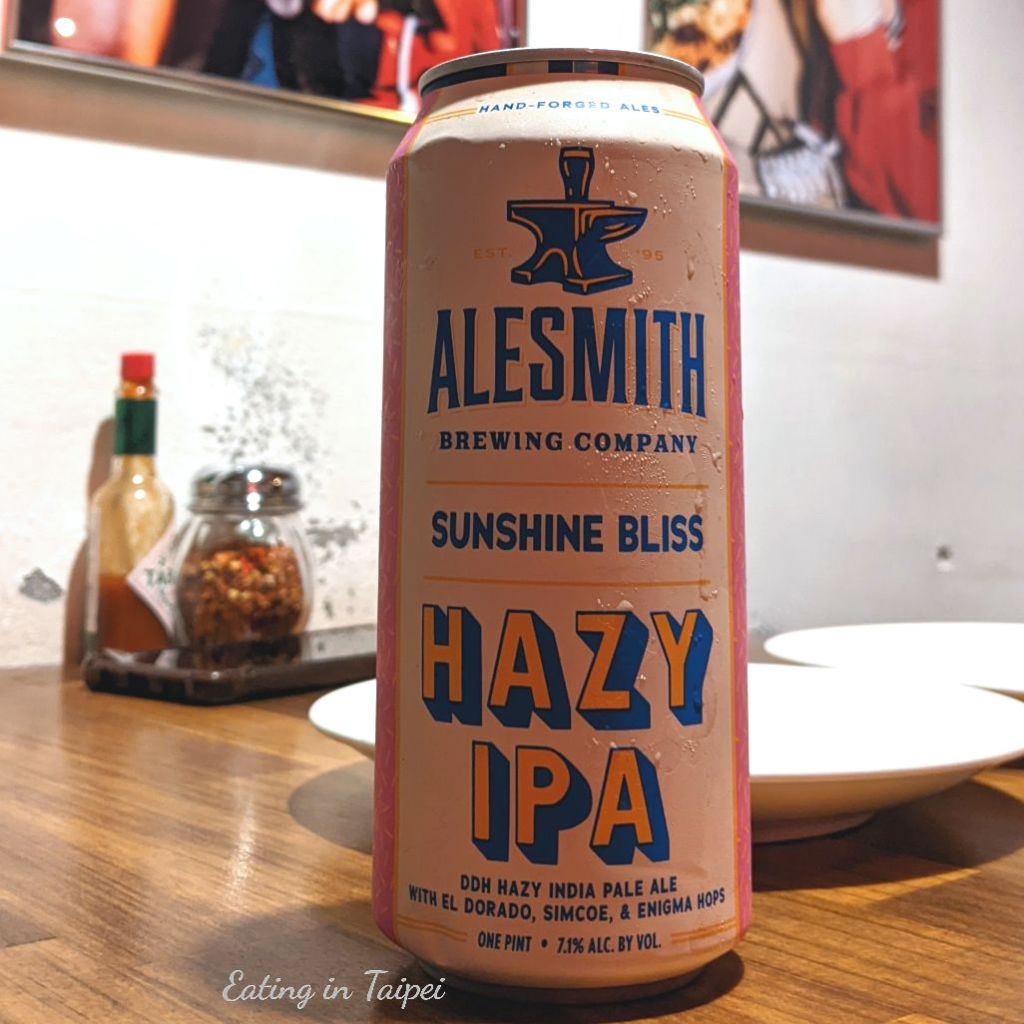 HAND-FORGED ALES
EST. '95
ALESMITH
BREWING COMPANY
SUNSHINE BLISS
HAZY
IPA
DDH HAZY INDIA PALE ALE
WITH EL DORADO, SIMCOE, & ENIGMA HOPS
ONE PINT • 7.1% ALC. BY VOL.
Eating in Taipei